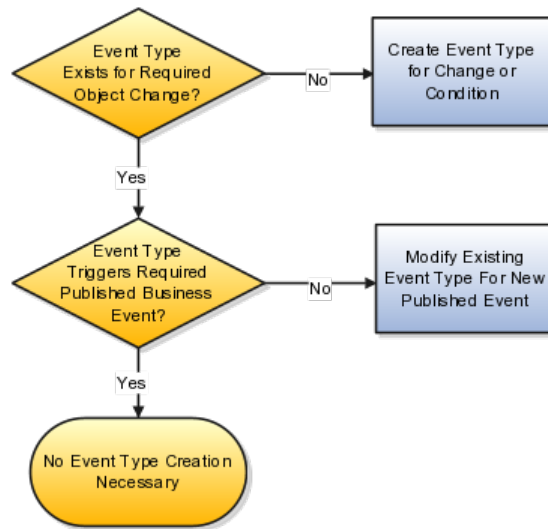 Event Type
Exists for Required
Object Change?
No
Create Event Type
for Change or
Condition
Yes
Event Type
Triggers Required
Published Business
Event?
No
Modify Existing
Event Type For New
Published Event
Yes
No Event Type Creation
Necessary